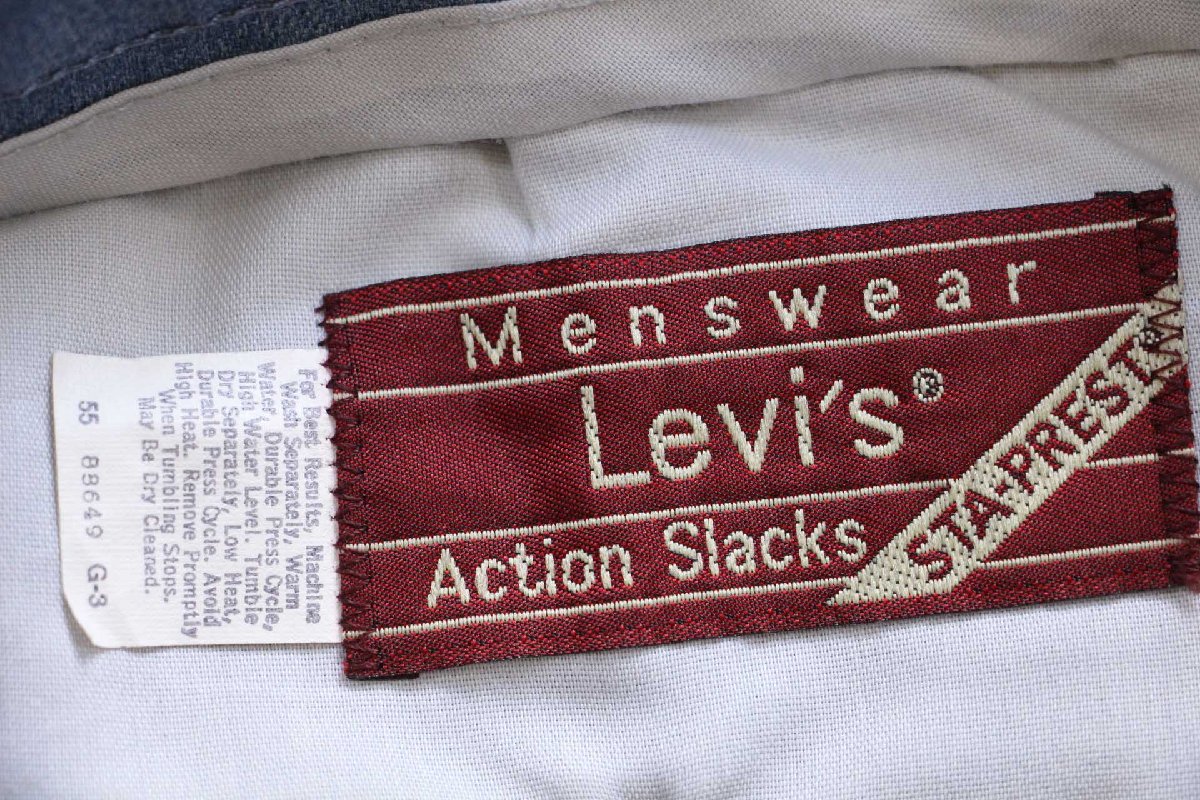 Menswear
Levi's®
Action Slacks
STA-PREST®
For Best Results, Machine
Wash Separately, Warm
Water, Durable Press Cycle,
High Water Level. Tumble
Dry Separately, Low Heat,
Durable Press Cycle. Avoid
High Heat. Remove Promptly
When Tumbling Stops.
May Be Dry Cleaned.
55 88649 G-3